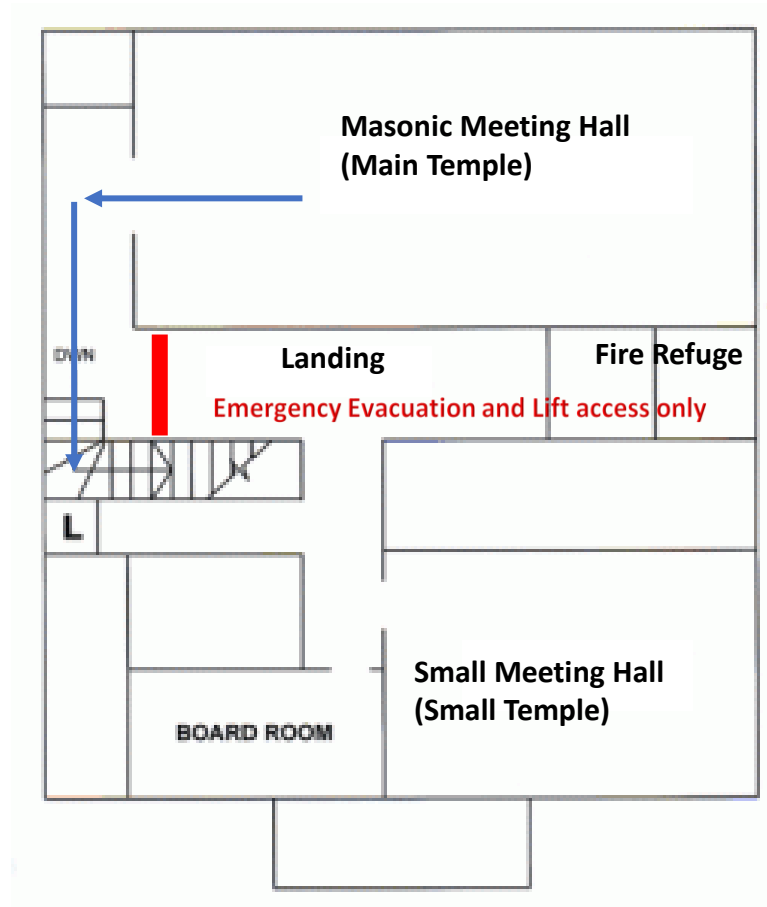 Masonic Meeting Hall
(Main Temple)
DWN
Landing
Fire Refuge
Emergency Evacuation and Lift access only
L
Small Meeting Hall
(Small Temple)
BOARD ROOM